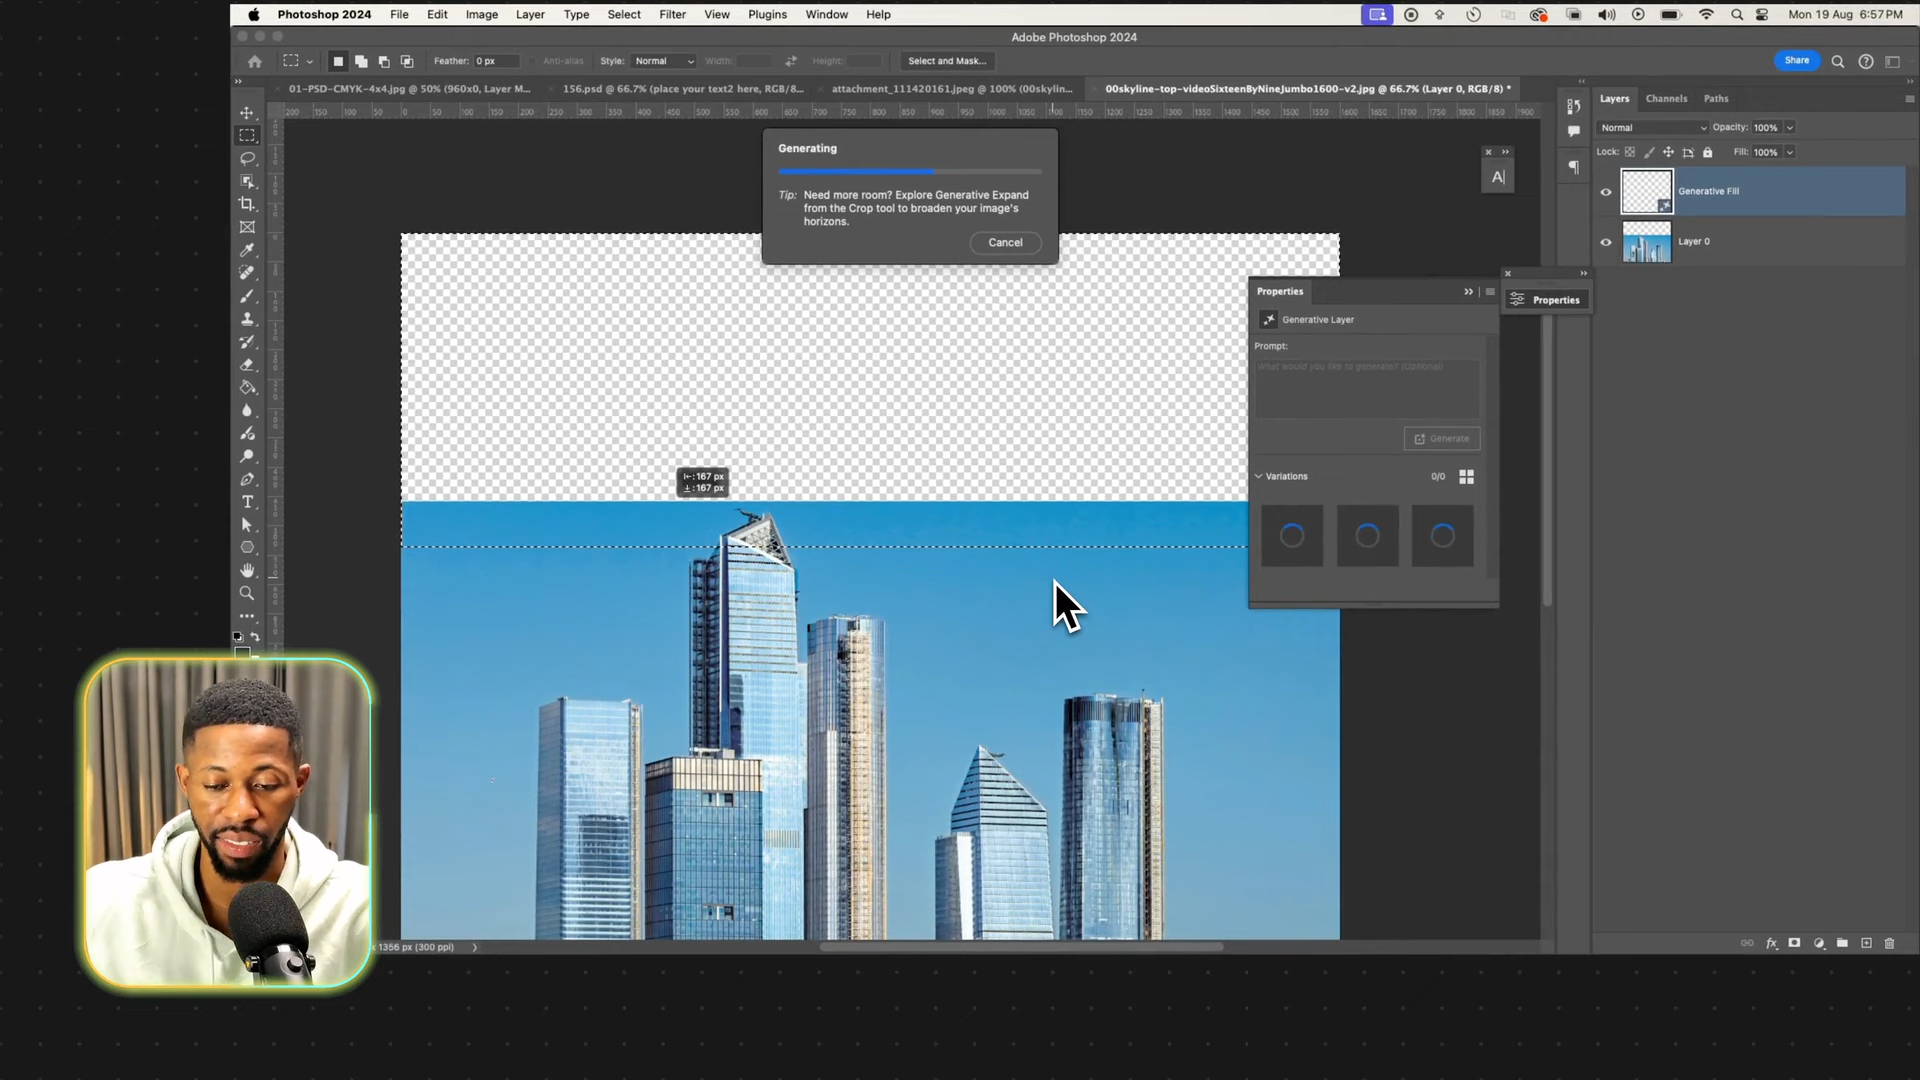 Photoshop 2024 File Edit Image Layer Type Select Filter View Plugins Window Help Mon 19 Aug 6:57 PM
Adobe Photoshop 2024
Feather: 0 px Anti-alias Style: Normal Width: Height: Select and Mask... Share
01-PSD-CMYK-4x4.jpg @ 50% (960x0, Layer M... 156.psd @ 66.7% (place your text2 here, RGB/8... attachment_111420161.jpeg @ 100% (00skylin... 00skyline-top-videoSixteenByNineJumbo1600-v2.jpg @ 66.7% (Layer 0, RGB/8) *
Layers Channels Paths
Normal Opacity: 100%
Lock: Fill: 100%
Generative Fill
Layer 0
Generating
Tip: Need more room? Explore Generative Expand
from the Crop tool to broaden your image's
horizons.
Cancel
A|
Properties
Properties
Generative Layer
Prompt:
What would you like to generate? (Optional)
Generate
Variations 0/0
: 167 px
: 167 px
1356 px (300 ppi)